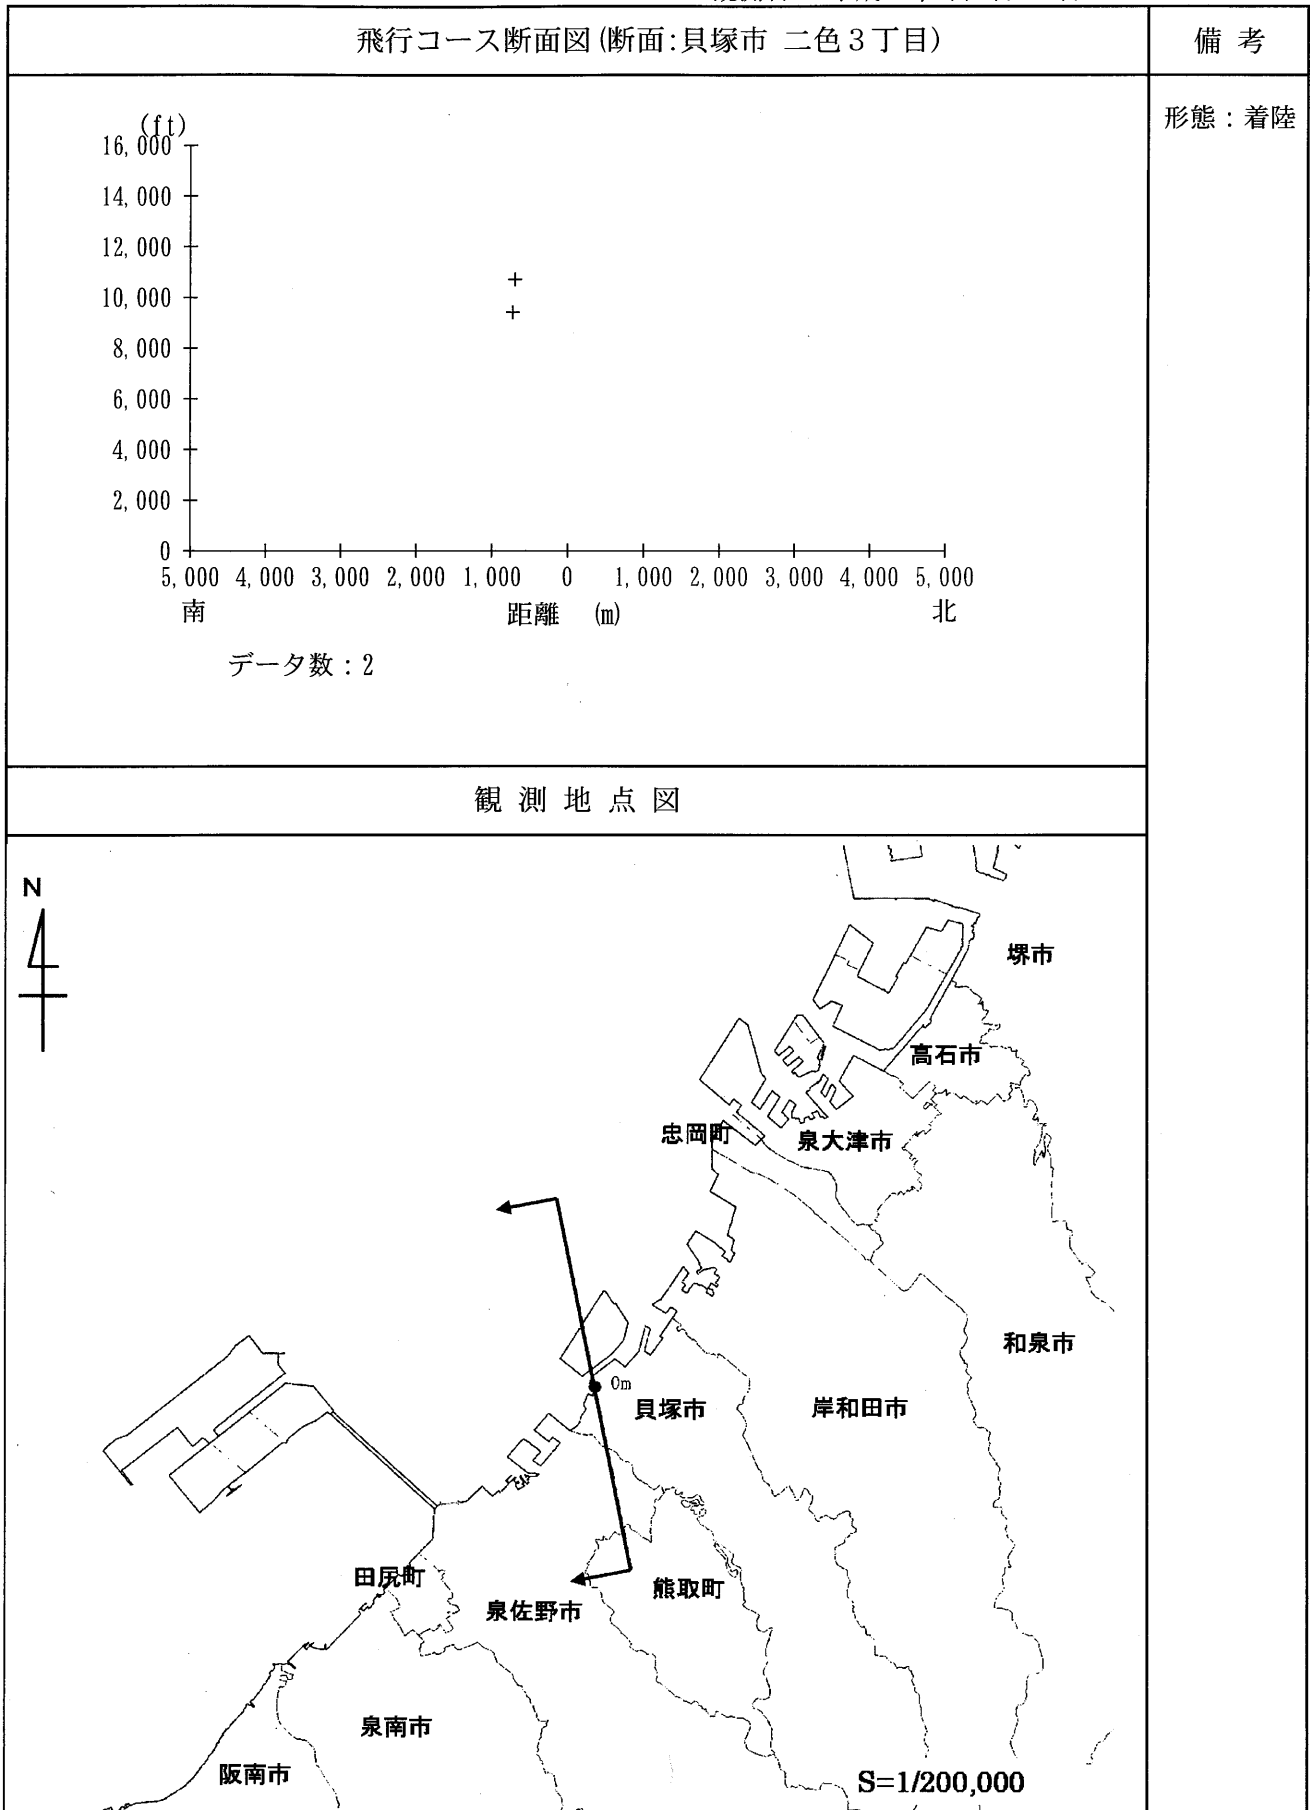 飛行コース断面図(断面:貝塚市 二色3丁目)
備 考
形態：着陸
(ft)
16,000
14,000
12,000
10,000
8,000
6,000
4,000
2,000
0
5,000 4,000 3,000 2,000 1,000 0 1,000 2,000 3,000 4,000 5,000
南 距離 (m) 北
データ数：2
観 測 地 点 図
N
堺市
高石市
忠岡町
泉大津市
和泉市
0m
貝塚市
岸和田市
田尻町
泉佐野市
熊取町
泉南市
阪南市
S=1/200,000